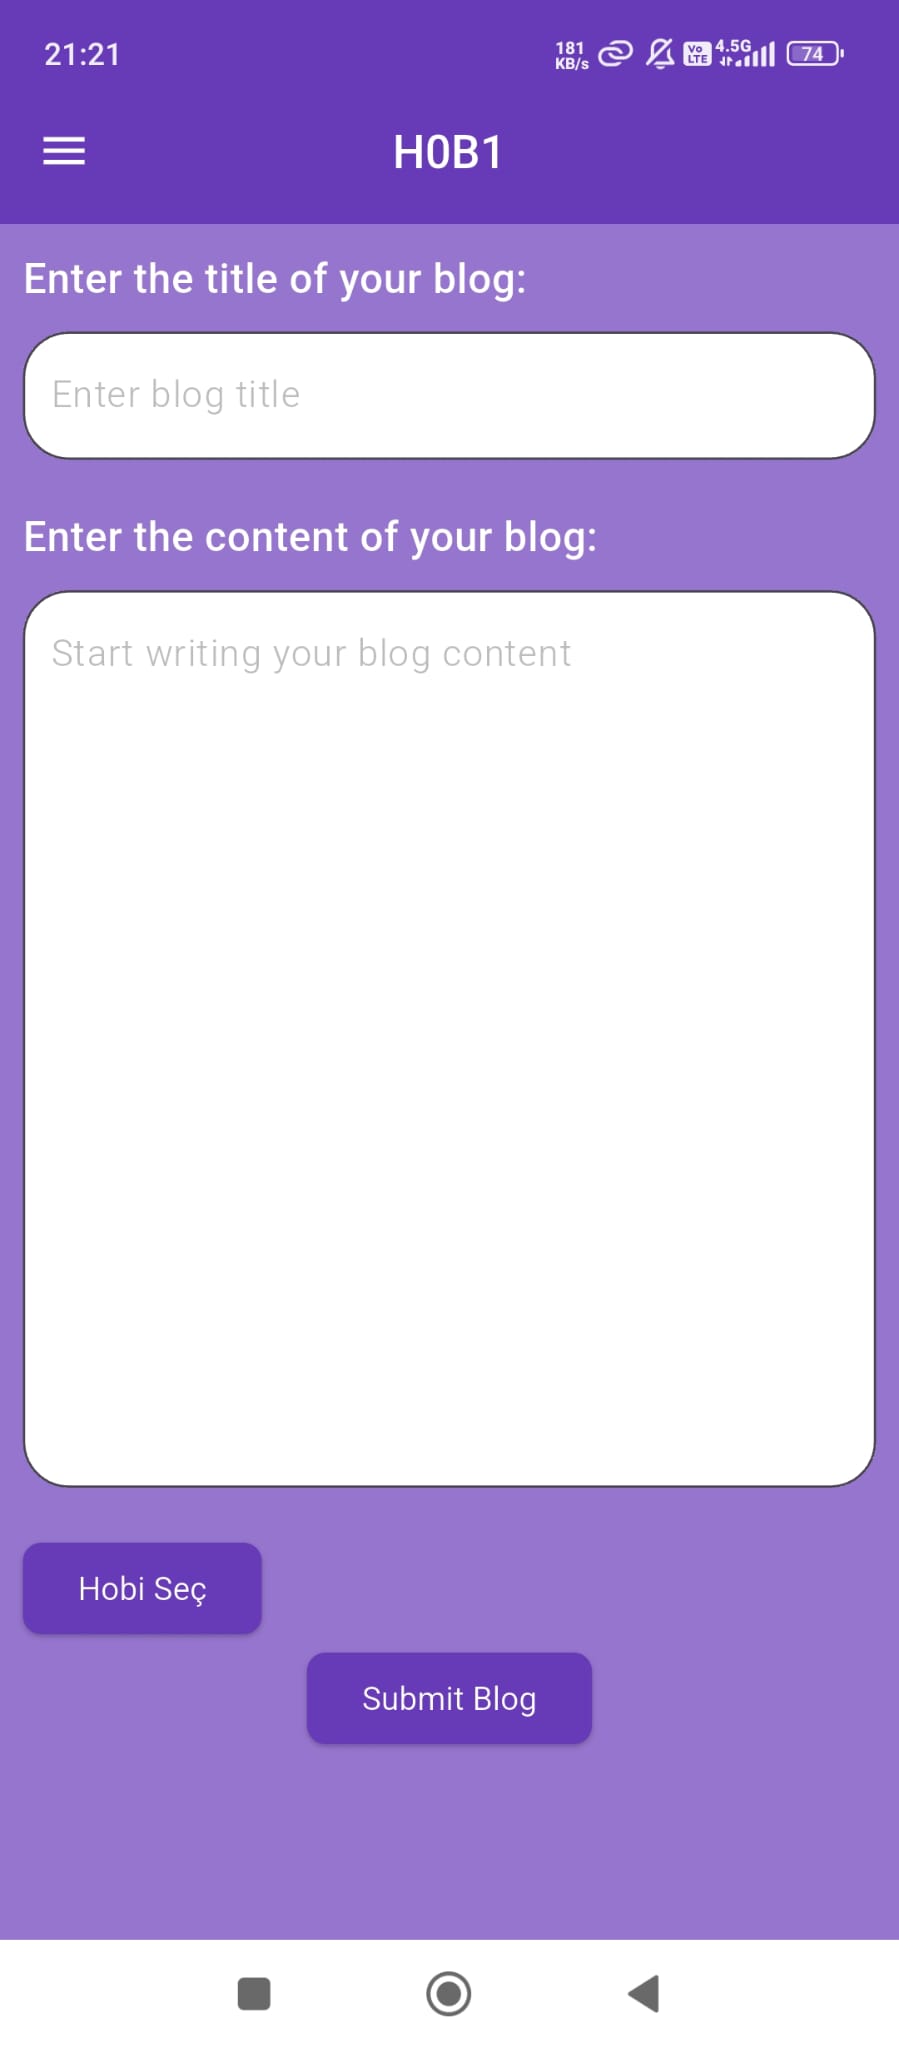 21:21
181
KB/s
Vo
LTE
4.5G
74
H0B1
Enter the title of your blog:
Enter blog title
Enter the content of your blog:
Start writing your blog content
Hobi Seç
Submit Blog